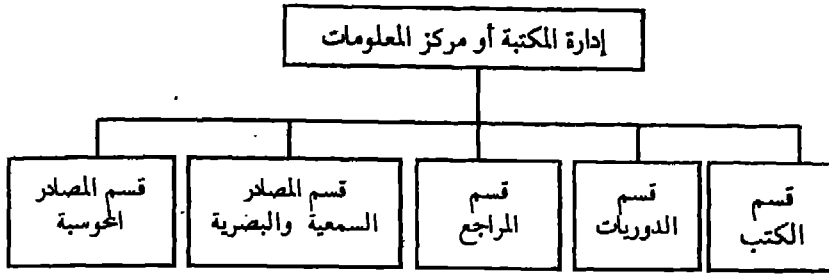 إدارة المكتبة أو مركز المعلومات
قسم
الكتب
قسم
الدوريات
قسم
المراجع
قسم المصادر
السمعية والبصرية
قسم المصادر
المحوسبة